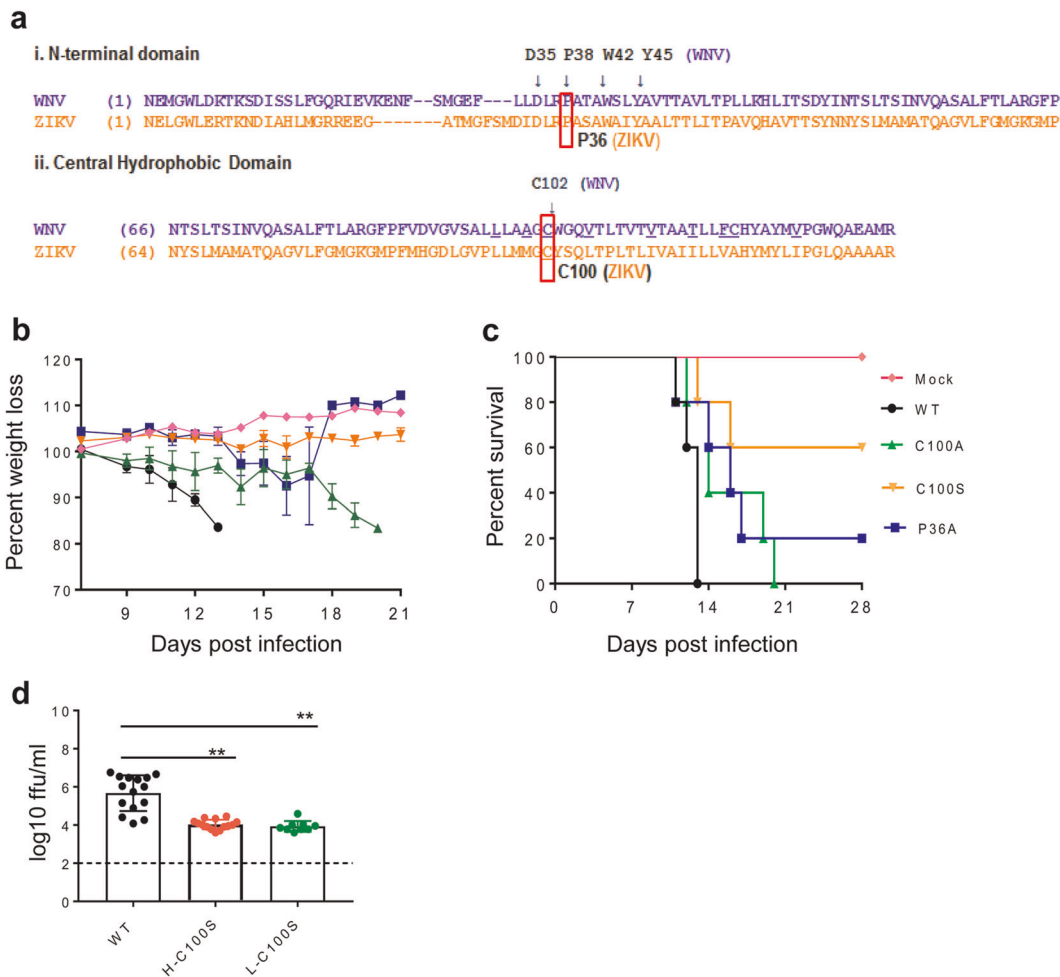 a
i. N-terminal domain
D35 P38 W42 Y45 (WNV)
↓ ↓ ↓ ↓
WNV (1) NEMGWLDKTKSDISSLFGQRIEVKENF--SMGEF---LLDLRPATAWSLYAVTTAVLTPLLKHLITSDYINTSLTSINVQASALFTLARGFP
ZIKV (1) NELGWLERTKNDIAHLMGRREEG-------ATMGFSMDIDLRPASAWAIYAALTTLITPAVQHAVTTSYNNYSLMAMATQAGVLFGMGKGMP
P36 (ZIKV)
ii. Central Hydrophobic Domain
C102 (WNV)
↓
WNV (66) NTSLTSINVQASALFTLARGFPFVDVGVSALLLAAGCWGQVTLTVTVTAATLLFCHYAYMVPGWQAEAMR
ZIKV (64) NYSLMAMATQAGVLFGMGKGMPFMHGDLGVPLLMMGCYSQLTPLTLIVAIILLVAHYMYLIPGLQAAAAR
C100 (ZIKV)
b
Percent weight loss
120
110
100
90
80
70
9 11 13 15 18 21
Days post infection
c
Percent survival
100
80
60
40
20
0
0 7 14 21 28
Days post infection
Mock
WT
C100A
C100S
P36A
d
log10 ffu/ml
10
8
6
4
2
0
**
**
WT
H-C100S
L-C100S